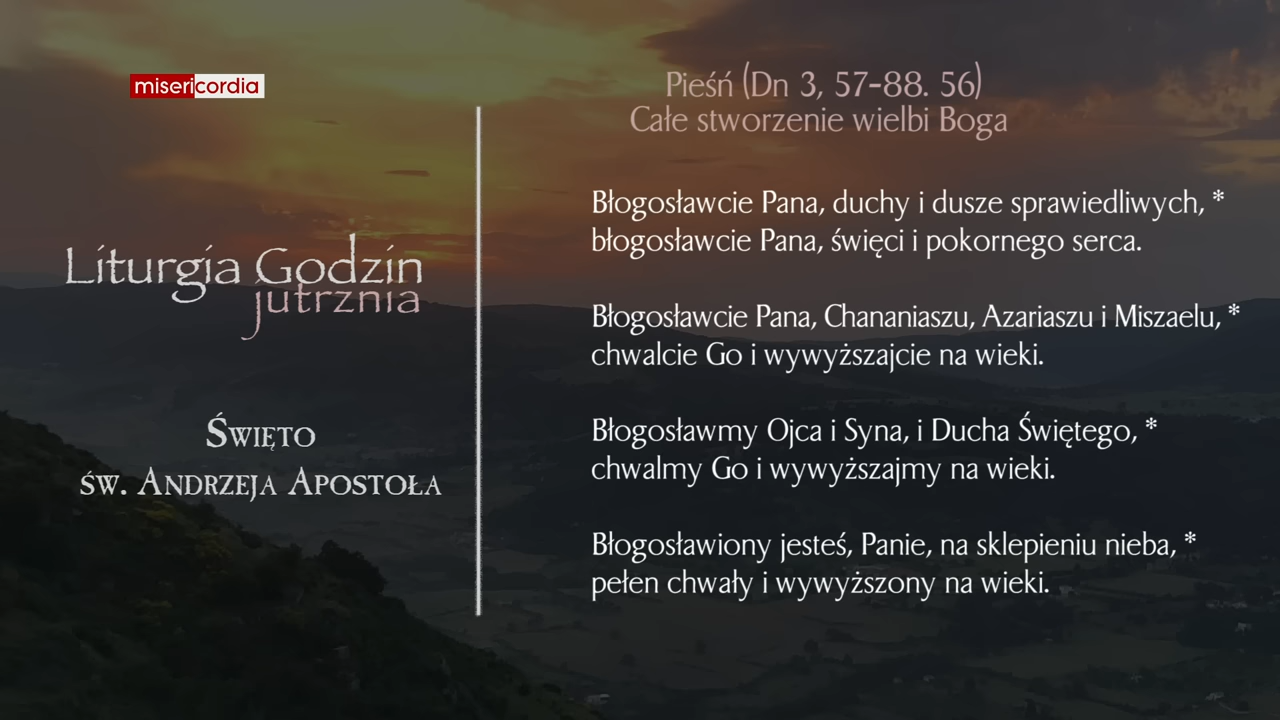 misericordia
Liturgia Godzin
jutrznia
Święto
św. Andrzeja Apostoła
Pieśń (Dn 3, 57-88. 56)
Całe stworzenie wielbi Boga
Błogosławcie Pana, duchy i dusze sprawiedliwych, *
błogosławcie Pana, święci i pokornego serca.
Błogosławcie Pana, Chananiaszu, Azariaszu i Miszaelu, *
chwalcie Go i wywyższajcie na wieki.
Błogosławmy Ojca i Syna, i Ducha Świętego, *
chwalmy Go i wywyższajmy na wieki.
Błogosławiony jesteś, Panie, na sklepieniu nieba, *
pełen chwały i wywyższony na wieki.